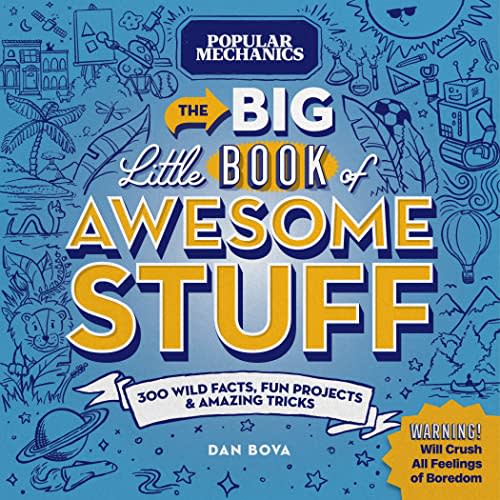 POPULAR
MECHANICS
THE BIG
Little BOOK of
AWESOME
STUFF
300 WILD FACTS, FUN PROJECTS
& AMAZING TRICKS
DAN BOVA
WARNING!
Will Crush
All Feelings
of Boredom